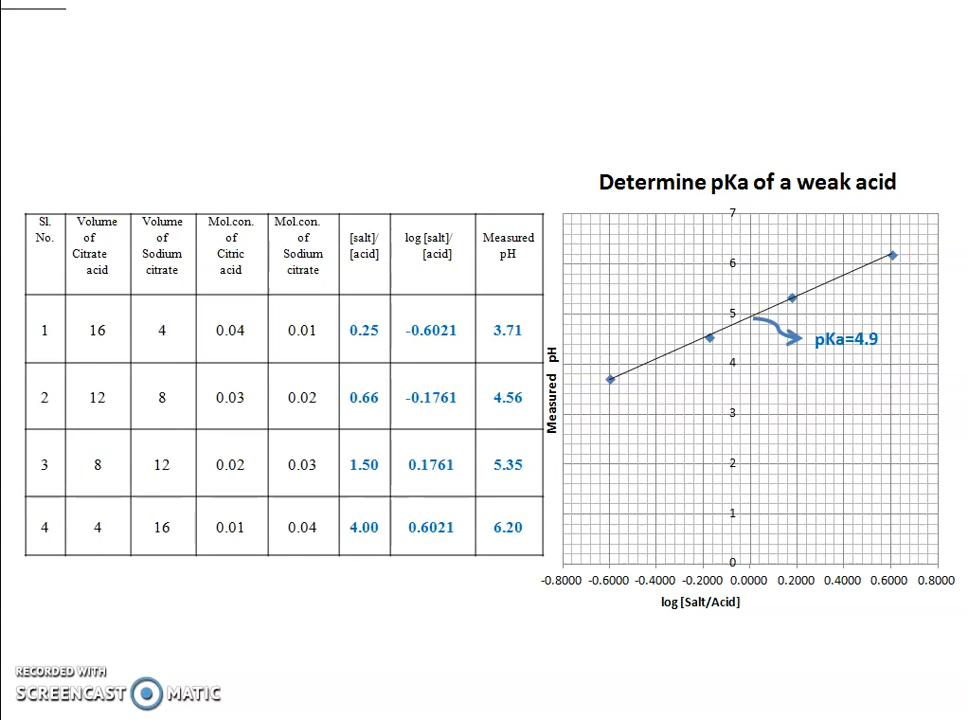 Determine pKa of a weak acid
Sl. No. | Volume of Citrate acid | Volume of Sodium citrate | Mol.con. of Citric acid | Mol.con. of Sodium citrate | [salt]/ [acid] | log [salt]/ [acid] | Measured pH
1 | 16 | 4 | 0.04 | 0.01 | 0.25 | -0.6021 | 3.71
2 | 12 | 8 | 0.03 | 0.02 | 0.66 | -0.1761 | 4.56
3 | 8 | 12 | 0.02 | 0.03 | 1.50 | 0.1761 | 5.35
4 | 4 | 16 | 0.01 | 0.04 | 4.00 | 0.6021 | 6.20
Measured pH
7
6
5
4
3
2
1
0
pKa=4.9
-0.8000 -0.6000 -0.4000 -0.2000 0.0000 0.2000 0.4000 0.6000 0.8000
log [Salt/Acid]
RECORDED WITH
SCREENCAST MATIC